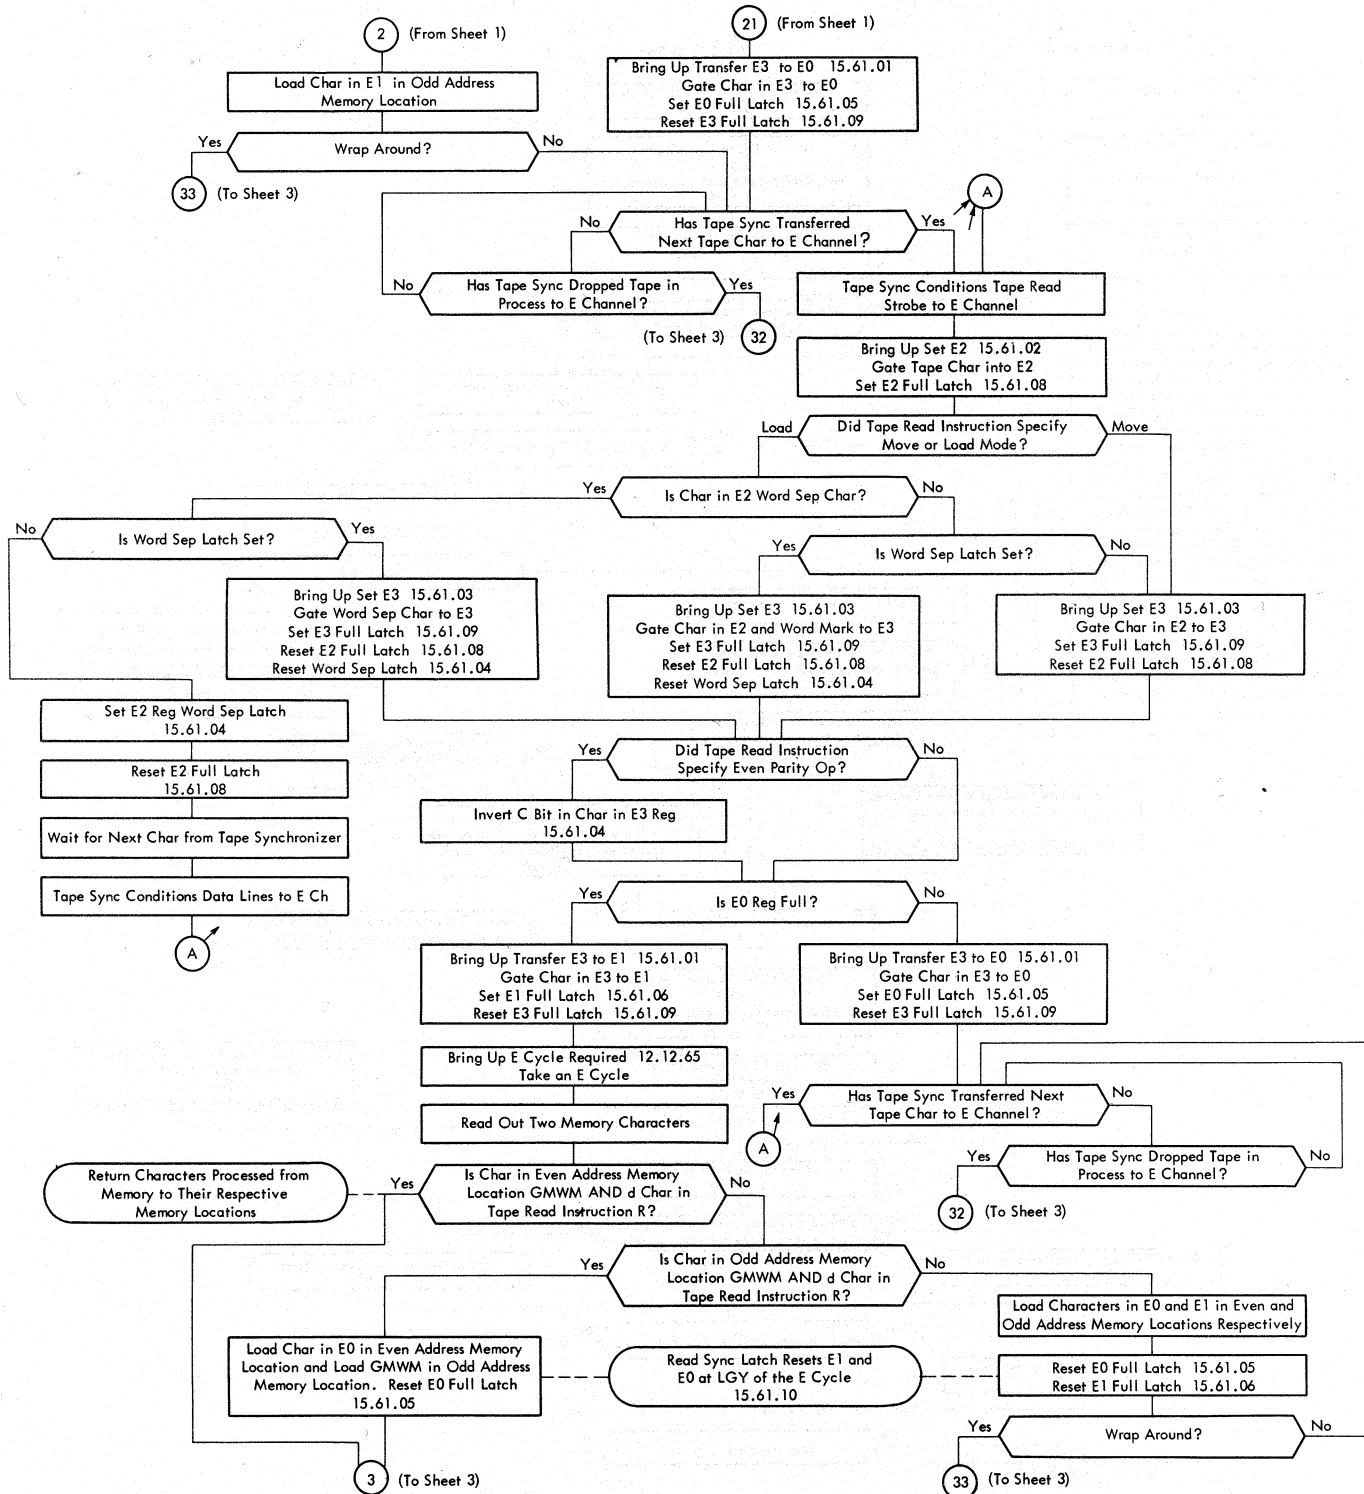 2 (From Sheet 1)
21 (From Sheet 1)
Load Char in E1 in Odd Address
Memory Location
Bring Up Transfer E3 to E0 15.61.01
Gate Char in E3 to E0
Set E0 Full Latch 15.61.05
Reset E3 Full Latch 15.61.09
Yes
Wrap Around?
No
33 (To Sheet 3)
A
No
Has Tape Sync Transferred
Next Tape Char to E Channel?
Yes
No
Has Tape Sync Dropped Tape in
Process to E Channel?
Yes
(To Sheet 3) 32
Tape Sync Conditions Tape Read
Strobe to E Channel
Bring Up Set E2 15.61.02
Gate Tape Char into E2
Set E2 Full Latch 15.61.08
Load
Did Tape Read Instruction Specify
Move or Load Mode?
Move
Yes
Is Char in E2 Word Sep Char?
No
No
Is Word Sep Latch Set?
Yes
Yes
Is Word Sep Latch Set?
No
Bring Up Set E3 15.61.03
Gate Word Sep Char to E3
Set E3 Full Latch 15.61.09
Reset E2 Full Latch 15.61.08
Reset Word Sep Latch 15.61.04
Bring Up Set E3 15.61.03
Gate Char in E2 and Word Mark to E3
Set E3 Full Latch 15.61.09
Reset E2 Full Latch 15.61.08
Reset Word Sep Latch 15.61.04
Bring Up Set E3 15.61.03
Gate Char in E2 to E3
Set E3 Full Latch 15.61.09
Reset E2 Full Latch 15.61.08
Set E2 Reg Word Sep Latch
15.61.04
Reset E2 Full Latch
15.61.08
Wait for Next Char from Tape Synchronizer
Tape Sync Conditions Data Lines to E Ch
A
Yes
Did Tape Read Instruction
Specify Even Parity Op?
No
Invert C Bit in Char in E3 Reg
15.61.04
Yes
Is E0 Reg Full?
No
Bring Up Transfer E3 to E1 15.61.01
Gate Char in E3 to E1
Set E1 Full Latch 15.61.06
Reset E3 Full Latch 15.61.09
Bring Up Transfer E3 to E0 15.61.01
Gate Char in E3 to E0
Set E0 Full Latch 15.61.05
Reset E3 Full Latch 15.61.09
Bring Up E Cycle Required 12.12.65
Take an E Cycle
Read Out Two Memory Characters
Yes
Has Tape Sync Transferred Next
Tape Char to E Channel?
No
A
Yes
Has Tape Sync Dropped Tape in
Process to E Channel?
No
32 (To Sheet 3)
Return Characters Processed from
Memory to Their Respective
Memory Locations
Yes
Is Char in Even Address Memory
Location GMWM AND d Char in
Tape Read Instruction R?
No
Yes
Is Char in Odd Address Memory
Location GMWM AND d Char in
Tape Read Instruction R?
No
Load Characters in E0 and E1 in Even and
Odd Address Memory Locations Respectively
Load Char in E0 in Even Address Memory
Location and Load GMWM in Odd Address
Memory Location. Reset E0 Full Latch
15.61.05
Read Sync Latch Resets E1 and
E0 at LGY of the E Cycle
15.61.10
Reset E0 Full Latch 15.61.05
Reset E1 Full Latch 15.61.06
Yes
Wrap Around?
No
3 (To Sheet 3)
33 (To Sheet 3)